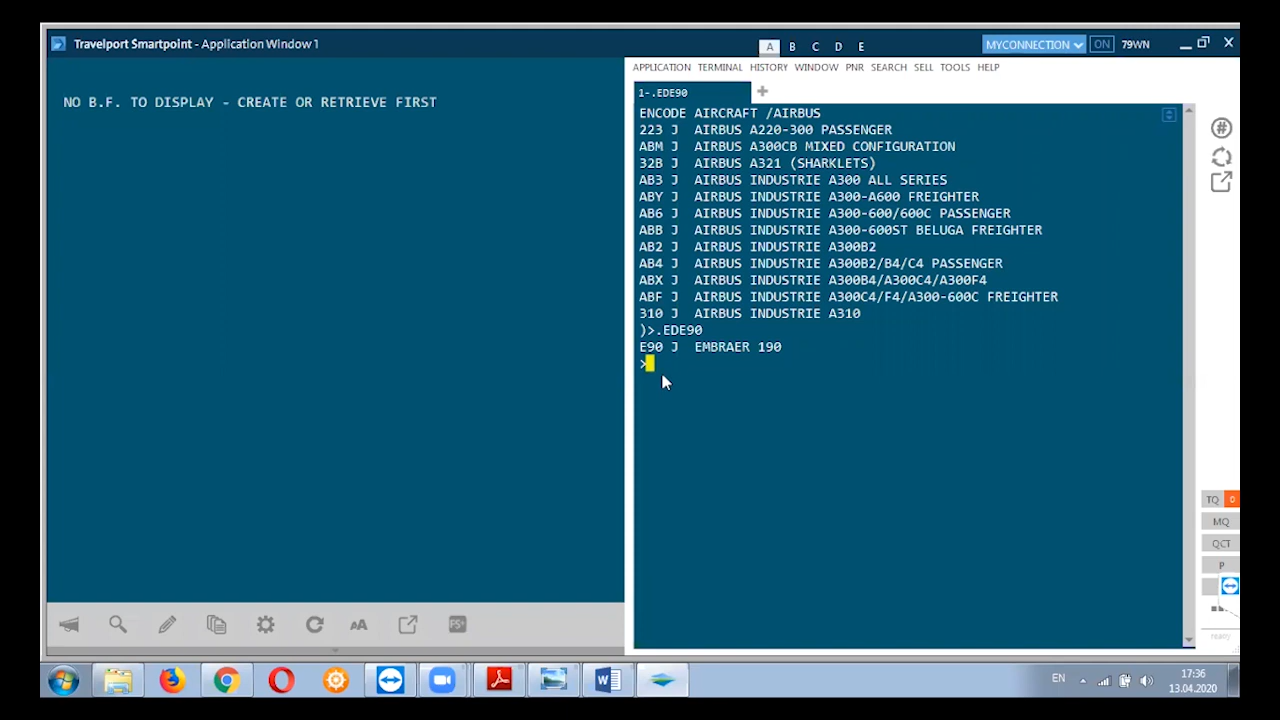 Travelport Smartpoint - Application Window 1
A B C D E
MYCONNECTION ON 79WN
APPLICATION TERMINAL HISTORY WINDOW PNR SEARCH SELL TOOLS HELP
NO B.F. TO DISPLAY - CREATE OR RETRIEVE FIRST
1-.EDE90
ENCODE AIRCRAFT /AIRBUS
223 J AIRBUS A220-300 PASSENGER
ABM J AIRBUS A300CB MIXED CONFIGURATION
32B J AIRBUS A321 (SHARKLETS)
AB3 J AIRBUS INDUSTRIE A300 ALL SERIES
ABY J AIRBUS INDUSTRIE A300-A600 FREIGHTER
AB6 J AIRBUS INDUSTRIE A300-600/600C PASSENGER
ABB J AIRBUS INDUSTRIE A300-600ST BELUGA FREIGHTER
AB2 J AIRBUS INDUSTRIE A300B2
AB4 J AIRBUS INDUSTRIE A300B2/B4/C4 PASSENGER
ABX J AIRBUS INDUSTRIE A300B4/A300C4/A300F4
ABF J AIRBUS INDUSTRIE A300C4/F4/A300-600C FREIGHTER
310 J AIRBUS INDUSTRIE A310
)>.EDE90
E90 J EMBRAER 190
>
TQ 0
MQ
QCT
P
ready
AA
PS+
EN
17:36
13.04.2020